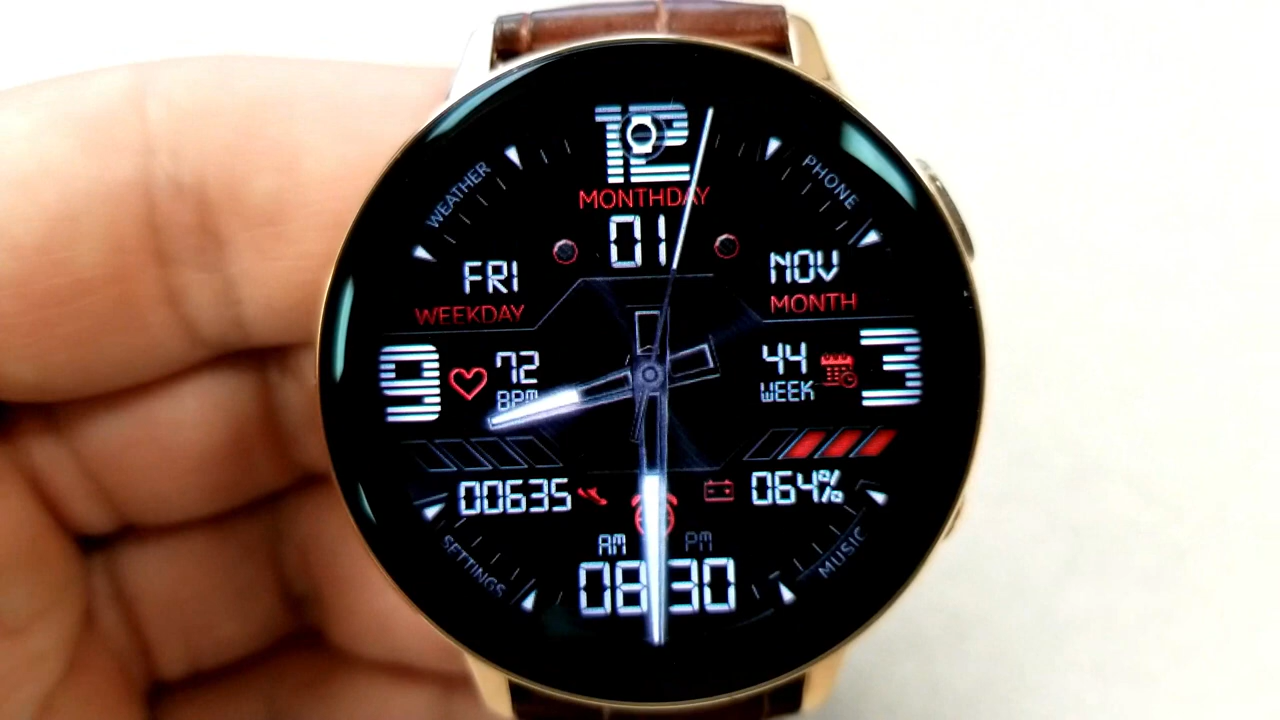 12
WEATHER
PHONE
MONTHDAY
01
FRI
NOV
WEEKDAY
MONTH
9
72
BPM
44
WEEK
3
00635
064%
AM PM
08:30
SETTINGS
MUSIC